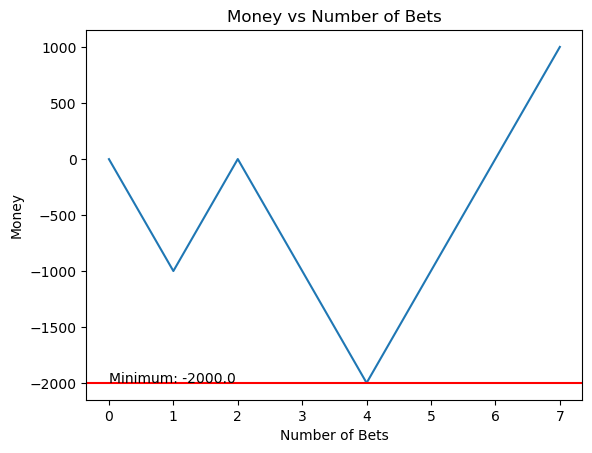 Money vs Number of Bets
1000
500
0
−500
−1000
−1500
−2000
Money
Minimum: -2000.0
0 1 2 3 4 5 6 7
Number of Bets